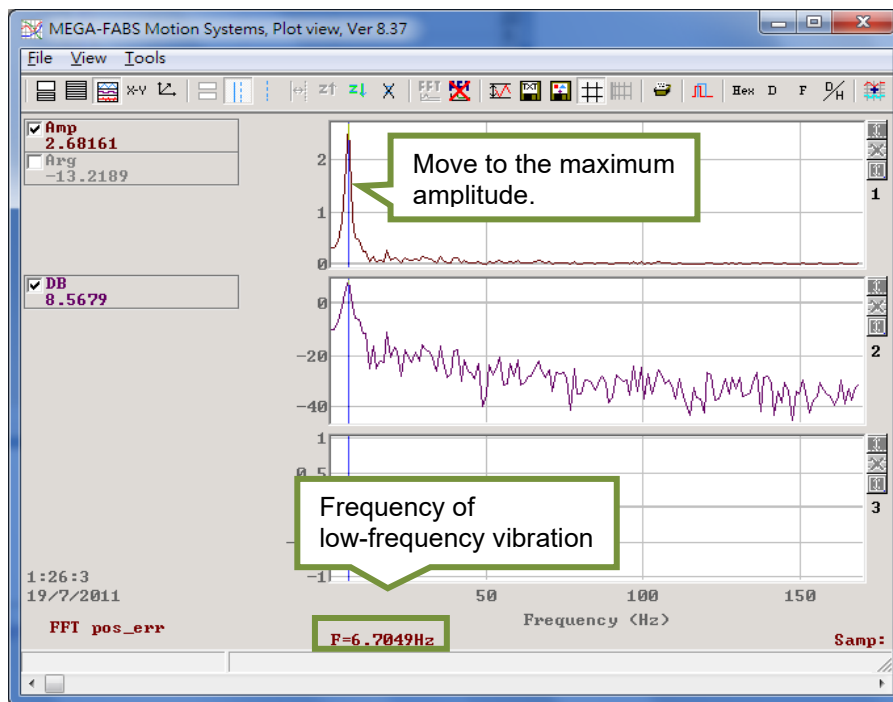 MEGA-FABS Motion Systems, Plot view, Ver 8.37
File View Tools
X-Y Z↑ Z↓ X FFT TXT Hex D F D/H
Amp
2.68161
Arg
-13.2189
2
1
0
Move to the maximum
amplitude.
1
DB
8.5679
0
-20
-40
2
1
0.5
-1
3
Frequency of
low-frequency vibration
1:26:3
19/7/2011
50 100 150
Frequency (Hz)
FFT pos_err
F=6.7049Hz
Samp: